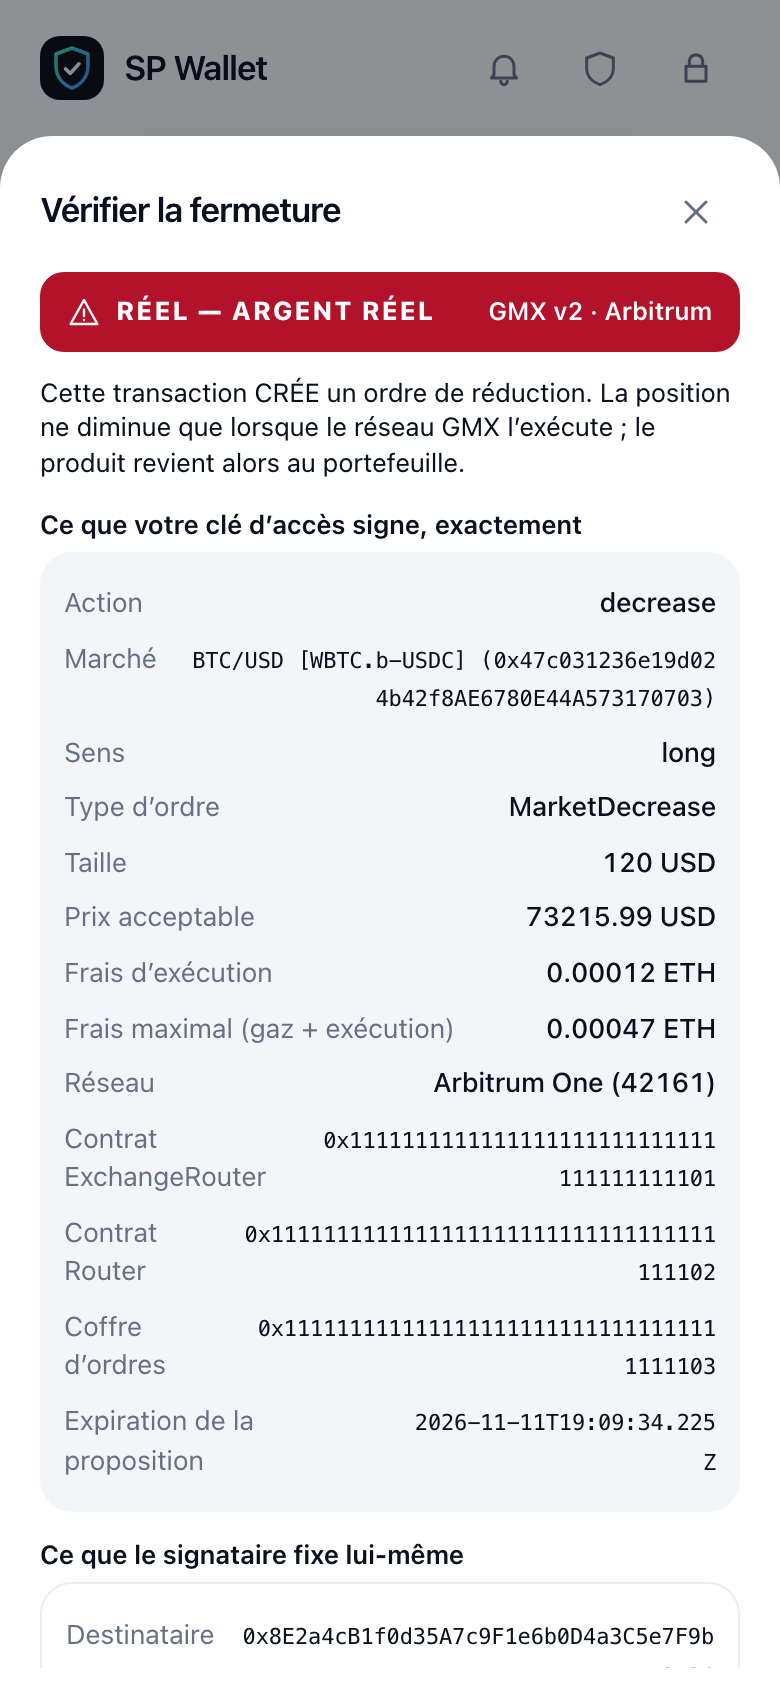 SP Wallet
Vérifier la fermeture
RÉEL — ARGENT RÉEL GMX v2 · Arbitrum
Cette transaction CRÉE un ordre de réduction. La position
ne diminue que lorsque le réseau GMX l’exécute ; le
produit revient alors au portefeuille.
Ce que votre clé d’accès signe, exactement
Action decrease
Marché BTC/USD [WBTC.b-USDC] (0x47c031236e19d02
4b42f8AE6780E44A573170703)
Sens long
Type d’ordre MarketDecrease
Taille 120 USD
Prix acceptable 73215.99 USD
Frais d’exécution 0.00012 ETH
Frais maximal (gaz + exécution) 0.00047 ETH
Réseau Arbitrum One (42161)
Contrat 0x1111111111111111111111111111
ExchangeRouter 111111111101
Contrat 0x1111111111111111111111111111111111
Router 111102
Coffre 0x111111111111111111111111111111111
d’ordres 1111103
Expiration de la 2026-11-11T19:09:34.225
proposition Z
Ce que le signataire fixe lui-même
Destinataire 0x8E2a4cB1f0d35A7c9F1e6b0D4a3C5e7F9b